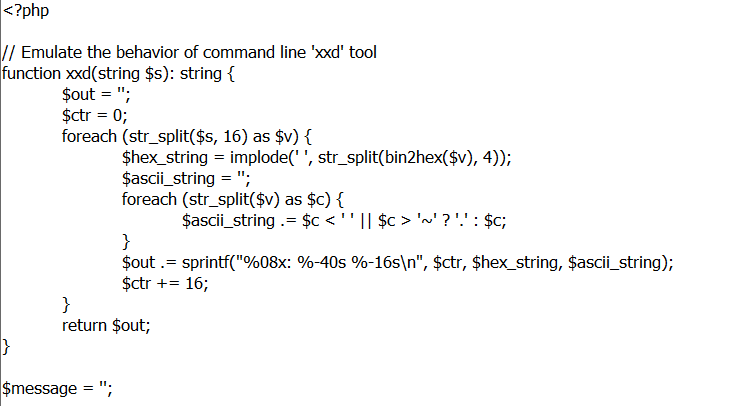 <?php
// Emulate the behavior of command line 'xxd' tool
function xxd(string $s): string {
$out = '';
$ctr = 0;
foreach (str_split($s, 16) as $v) {
$hex_string = implode(' ', str_split(bin2hex($v), 4));
$ascii_string = '';
foreach (str_split($v) as $c) {
$ascii_string .= $c < ' ' || $c > '~' ? '.' : $c;
}
$out .= sprintf("%08x: %-40s %-16s\n", $ctr, $hex_string, $ascii_string);
$ctr += 16;
}
return $out;
}
$message = '';